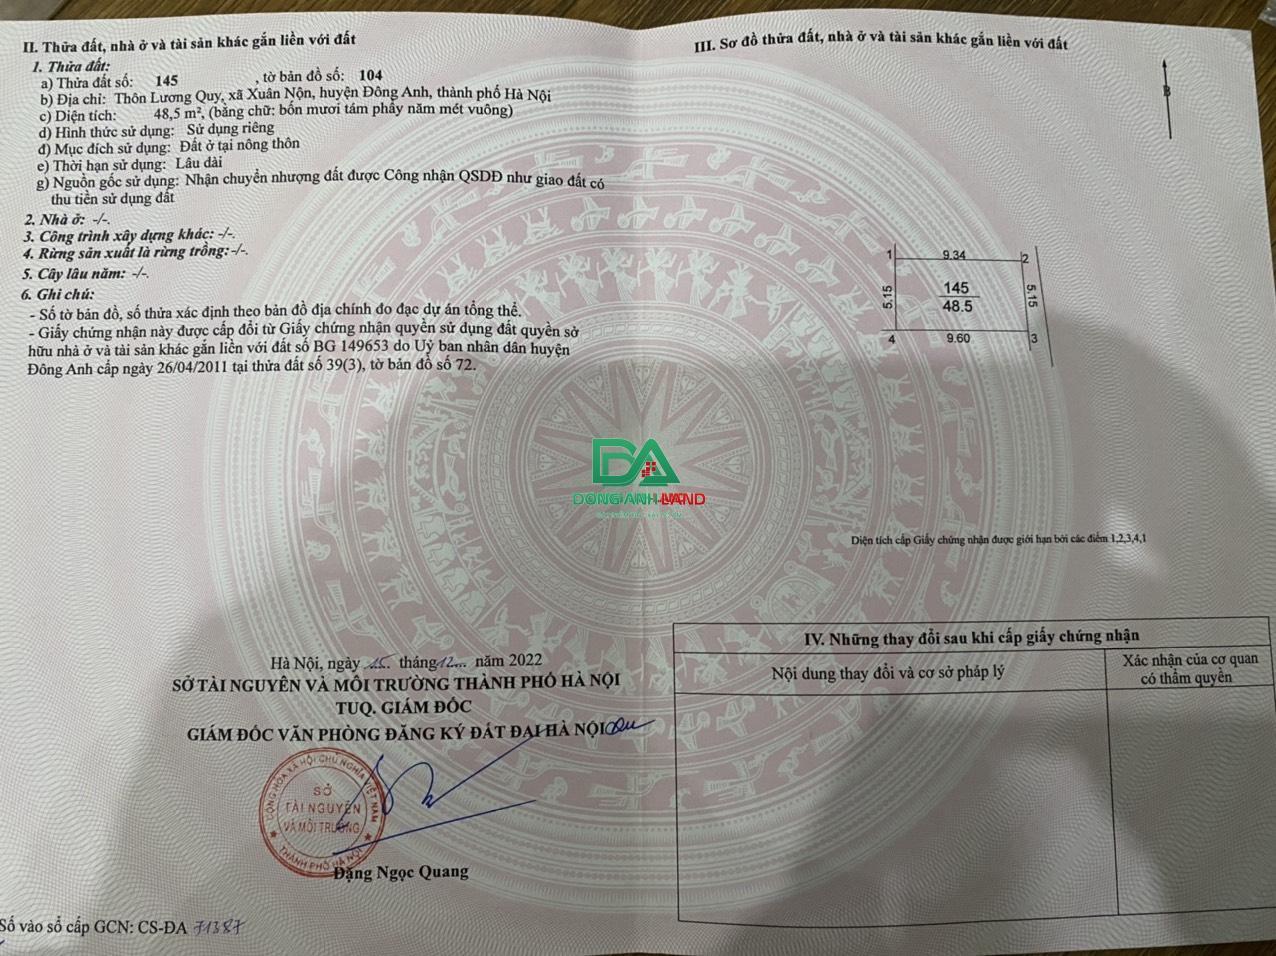 II. Thửa đất, nhà ở và tài sản khác gắn liền với đất
1. Thửa đất:
a) Thửa đất số: 145 , tờ bản đồ số: 104
b) Địa chỉ: Thôn Lương Quy, xã Xuân Nộn, huyện Đông Anh, thành phố Hà Nội
c) Diện tích: 48,5 m², (bằng chữ: bốn mươi tám phẩy năm mét vuông)
d) Hình thức sử dụng: Sử dụng riêng
đ) Mục đích sử dụng: Đất ở tại nông thôn
e) Thời hạn sử dụng: Lâu dài
g) Nguồn gốc sử dụng: Nhận chuyển nhượng đất được Công nhận QSDĐ như giao đất có
thu tiền sử dụng đất
2. Nhà ở: -/-.
3. Công trình xây dựng khác: -/-.
4. Rừng sản xuất là rừng trồng: -/-.
5. Cây lâu năm: -/-.
6. Ghi chú:
- Số tờ bản đồ, số thửa xác định theo bản đồ địa chính đo đạc dự án tổng thể.
- Giấy chứng nhận này được cấp đổi từ Giấy chứng nhận quyền sử dụng đất quyền sở
hữu nhà ở và tài sản khác gắn liền với đất số BG 149653 do Uỷ ban nhân dân huyện
Đông Anh cấp ngày 26/04/2011 tại thửa đất số 39(3), tờ bản đồ số 72.
Hà Nội, ngày 15 tháng 12 năm 2022
SỞ TÀI NGUYÊN VÀ MÔI TRƯỜNG THÀNH PHỐ HÀ NỘI
TUQ. GIÁM ĐỐC
GIÁM ĐỐC VĂN PHÒNG ĐĂNG KÝ ĐẤT ĐAI HÀ NỘI
CỘNG HÒA XÃ HỘI CHỦ NGHĨA VIỆT NAM
SỞ
TÀI NGUYÊN
VÀ MÔI TRƯỜNG
THÀNH PHỐ HÀ NỘI
Đặng Ngọc Quang
Số vào sổ cấp GCN: CS-ĐA 71387
III. Sơ đồ thửa đất, nhà ở và tài sản khác gắn liền với đất
B
1 9.34 2
5.15 145 5.15
48.5
4 9.60 3
DONG ANH LAND
Diện tích cấp Giấy chứng nhận được giới hạn bởi các điểm 1,2,3,4,1
IV. Những thay đổi sau khi cấp giấy chứng nhận
Nội dung thay đổi và cơ sở pháp lý
Xác nhận của cơ quan
có thẩm quyền